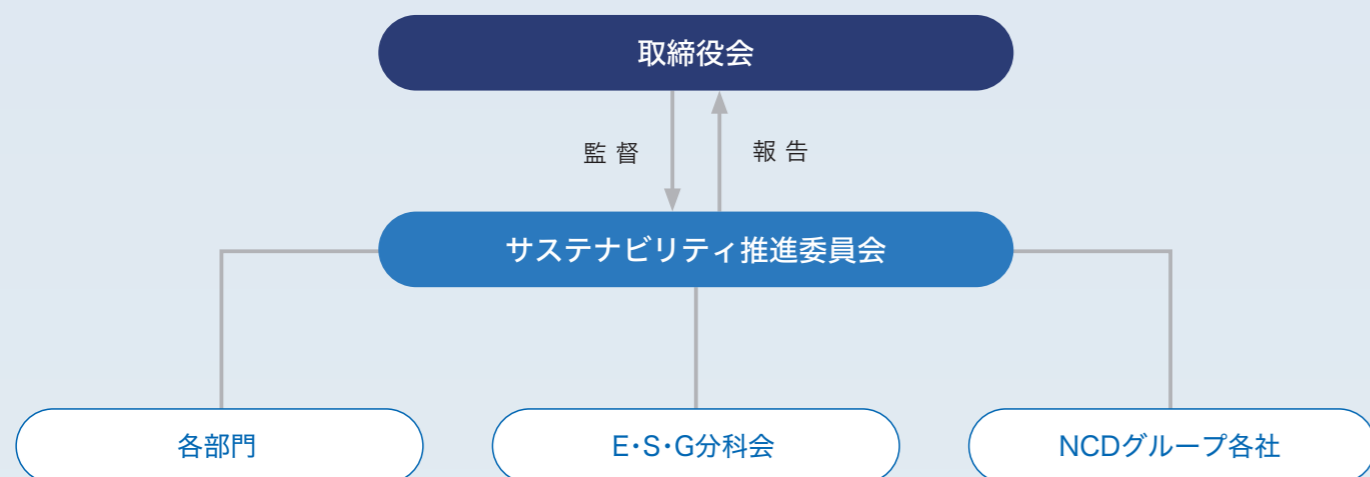 取締役会
監督
報告
サステナビリティ推進委員会
各部門
E・S・G分科会
NCDグループ各社